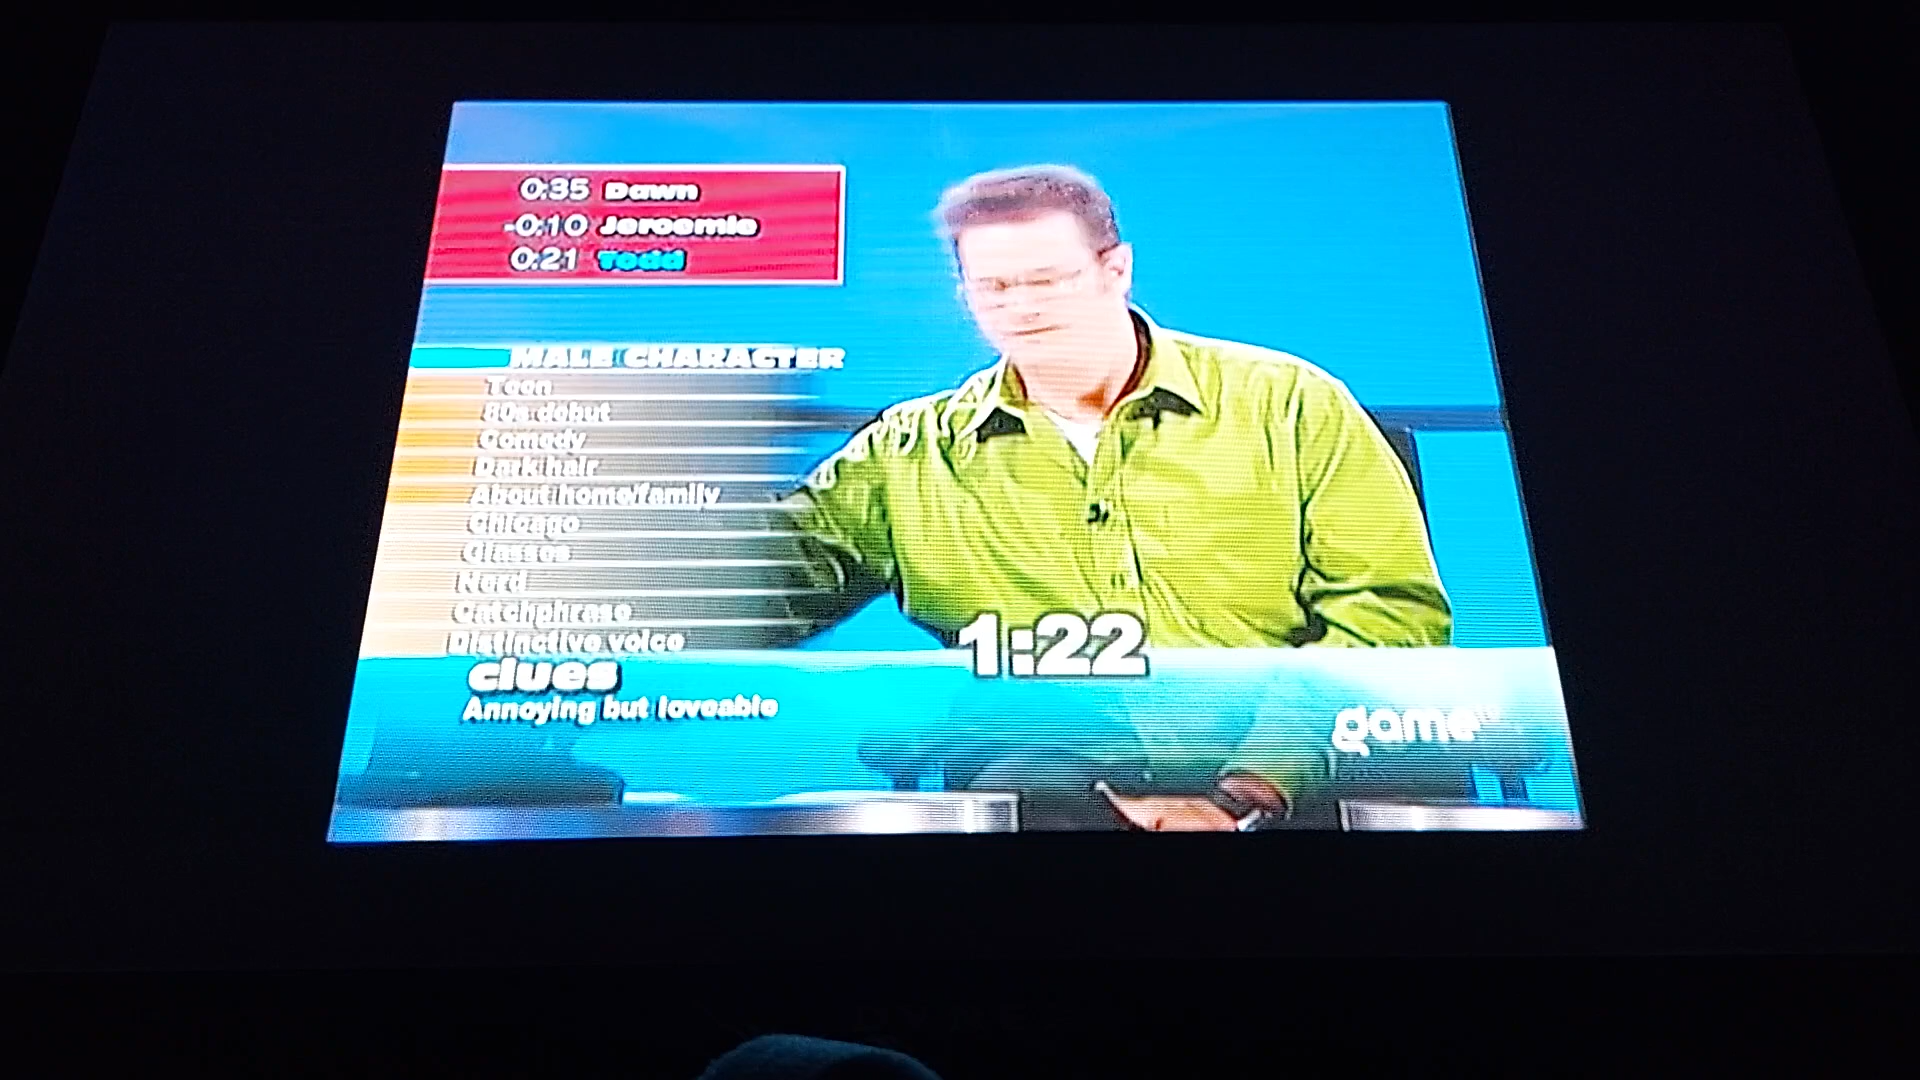 0:35 Dawn
-0:10 Jeroemie
0:21 Todd
MALE CHARACTER
Teen
80s debut
Comedy
Dark hair
About home/family
Chicago
Glasses
Nerd
Catchphrase
Distinctive voice
1:22
clues
Annoying but loveable
game